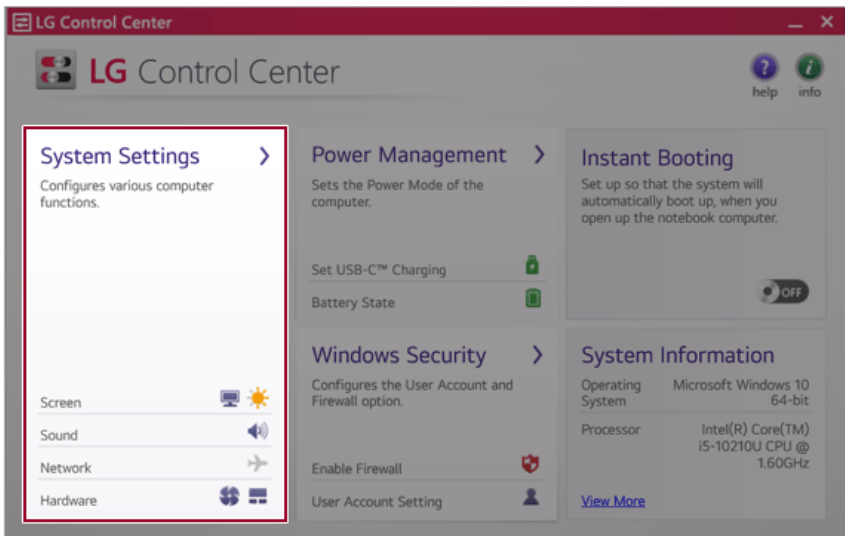 LG Control Center
LG Control Center
help
info
System Settings
Configures various computer
functions.
Screen
Sound
Network
Hardware
Power Management
Sets the Power Mode of the
computer.
Set USB-C™ Charging
Battery State
Instant Booting
Set up so that the system will
automatically boot up, when you
open up the notebook computer.
OFF
Windows Security
Configures the User Account and
Firewall option.
Enable Firewall
User Account Setting
System Information
Operating System
Microsoft Windows 10
64-bit
Processor
Intel(R) Core(TM)
i5-10210U CPU @
1.60GHz
View More